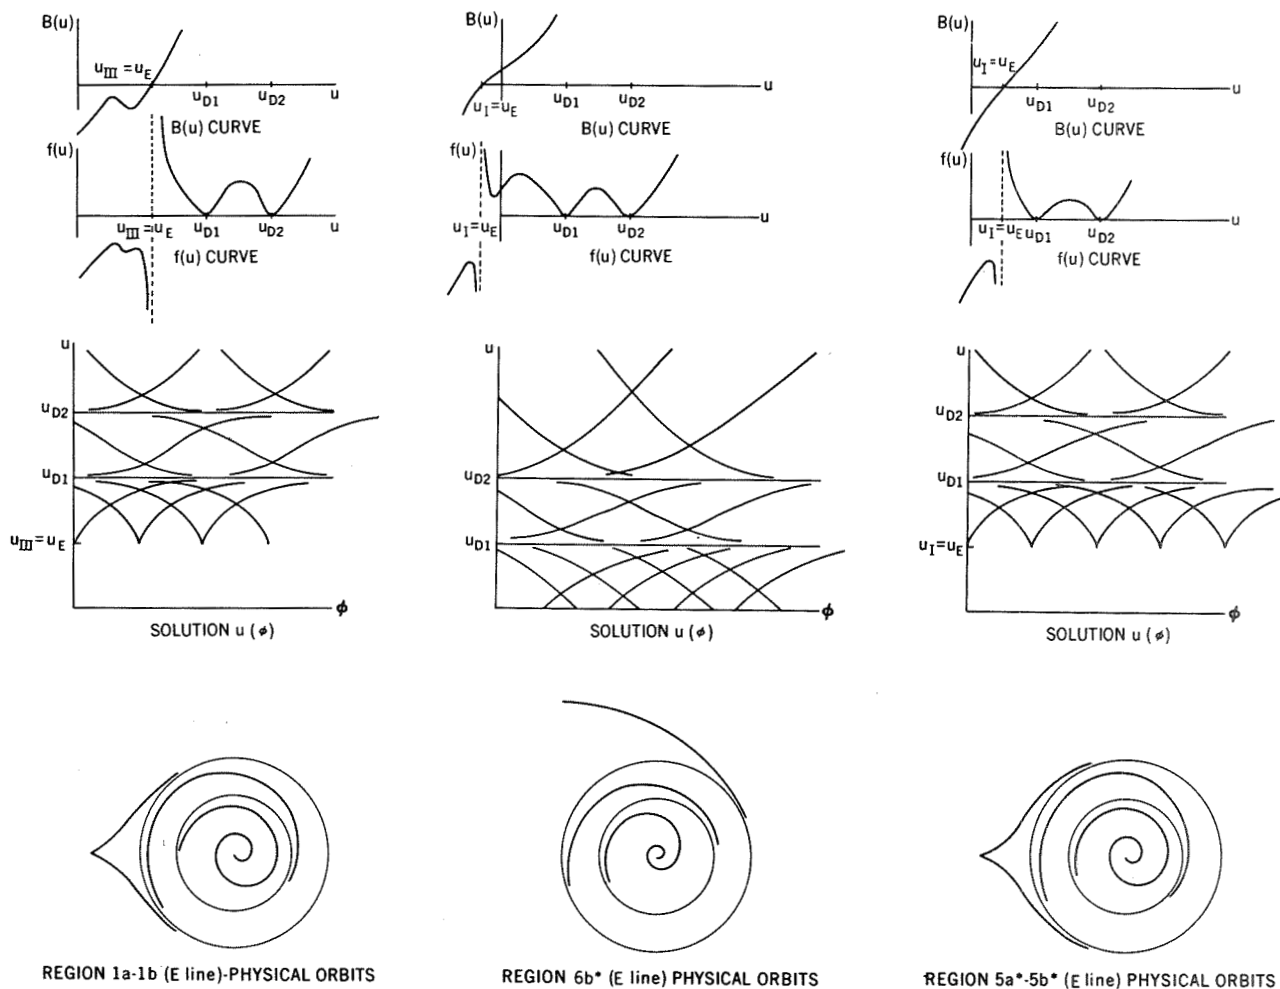 B(u)
u_III = u_E
u_D1
u_D2
u
B(u) CURVE
f(u)
u_III = u_E
u_D1
u_D2
u
f(u) CURVE
u
u_D2
u_D1
u_III = u_E
ϕ
SOLUTION u (ϕ)
REGION 1a-1b (E line)-PHYSICAL ORBITS
B(u)
u_I = u_E
u_D1
u_D2
u
B(u) CURVE
f(u)
u_I = u_E
u_D1
u_D2
u
f(u) CURVE
u
u_D2
u_D1
ϕ
SOLUTION u (ϕ)
REGION 6b* (E line) PHYSICAL ORBITS
B(u)
u_I = u_E
u_D1
u_D2
u
B(u) CURVE
f(u)
u_I = u_E
u_D1
u_D2
u
f(u) CURVE
u
u_D2
u_D1
u_I = u_E
ϕ
SOLUTION u (ϕ)
REGION 5a*-5b* (E line) PHYSICAL ORBITS